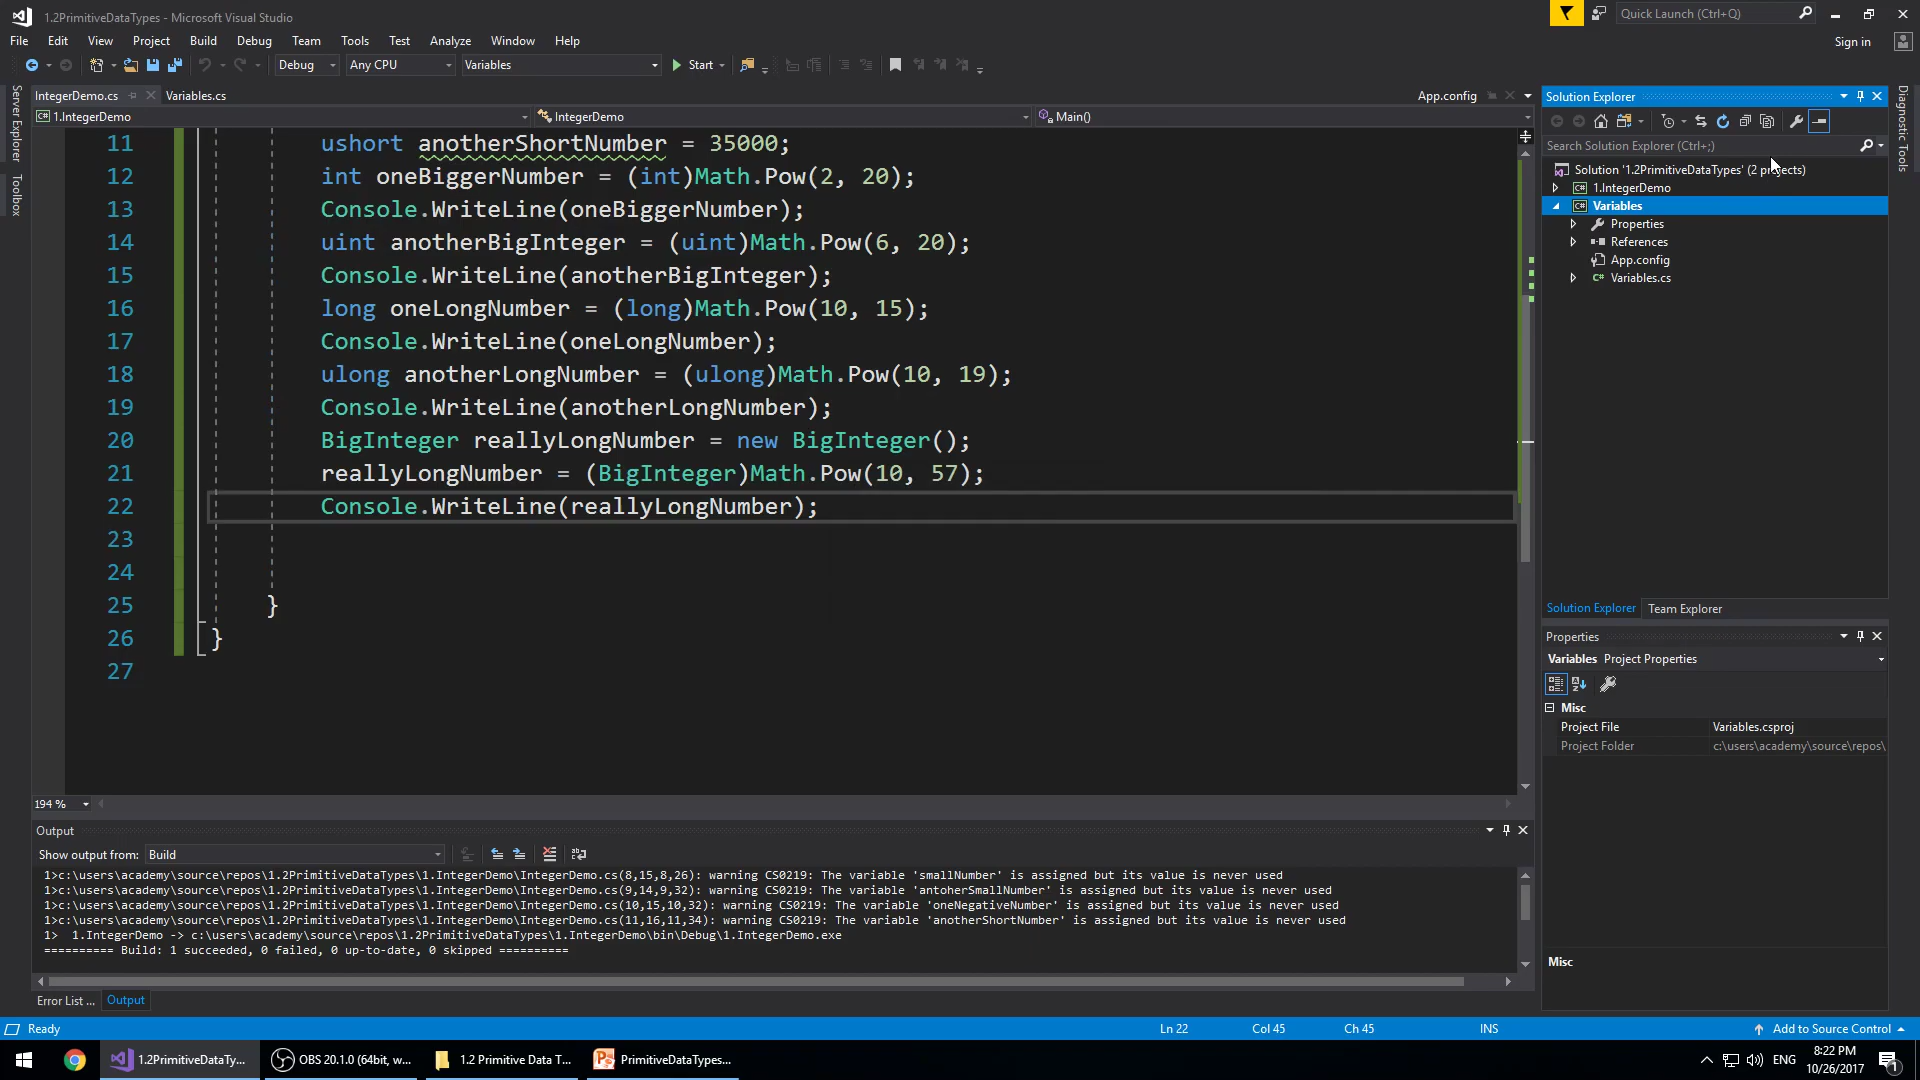 1.2PrimitiveDataTypes - Microsoft Visual Studio
Quick Launch (Ctrl+Q)
File Edit View Project Build Debug Team Tools Test Analyze Window Help
Sign in
Debug Any CPU Variables Start
IntegerDemo.cs Variables.cs App.config
1.IntegerDemo IntegerDemo Main()
Server Explorer
Toolbox
11 ushort anotherShortNumber = 35000;
12 int oneBiggerNumber = (int)Math.Pow(2, 20);
13 Console.WriteLine(oneBiggerNumber);
14 uint anotherBigInteger = (uint)Math.Pow(6, 20);
15 Console.WriteLine(anotherBigInteger);
16 long oneLongNumber = (long)Math.Pow(10, 15);
17 Console.WriteLine(oneLongNumber);
18 ulong anotherLongNumber = (ulong)Math.Pow(10, 19);
19 Console.WriteLine(anotherLongNumber);
20 BigInteger reallyLongNumber = new BigInteger();
21 reallyLongNumber = (BigInteger)Math.Pow(10, 57);
22 Console.WriteLine(reallyLongNumber);
23
24
25 }
26 }
27
194 %
Solution Explorer
Search Solution Explorer (Ctrl+;)
Solution '1.2PrimitiveDataTypes' (2 projects)
C# 1.IntegerDemo
C# Variables
Properties
References
App.config
C# Variables.cs
Solution Explorer Team Explorer
Diagnostic Tools
Properties
Variables Project Properties
Misc
Project File Variables.csproj
Project Folder c:\users\academy\source\repos\
Misc
Output
Show output from: Build
1>c:\users\academy\source\repos\1.2PrimitiveDataTypes\1.IntegerDemo\IntegerDemo.cs(8,15,8,26): warning CS0219: The variable 'smallNumber' is assigned but its value is never used
1>c:\users\academy\source\repos\1.2PrimitiveDataTypes\1.IntegerDemo\IntegerDemo.cs(9,14,9,32): warning CS0219: The variable 'antoherSmallNumber' is assigned but its value is never used
1>c:\users\academy\source\repos\1.2PrimitiveDataTypes\1.IntegerDemo\IntegerDemo.cs(10,15,10,32): warning CS0219: The variable 'oneNegativeNumber' is assigned but its value is never used
1>c:\users\academy\source\repos\1.2PrimitiveDataTypes\1.IntegerDemo\IntegerDemo.cs(11,16,11,34): warning CS0219: The variable 'anotherShortNumber' is assigned but its value is never used
1> 1.IntegerDemo -> c:\users\academy\source\repos\1.2PrimitiveDataTypes\1.IntegerDemo\bin\Debug\1.IntegerDemo.exe
========== Build: 1 succeeded, 0 failed, 0 up-to-date, 0 skipped ==========
Error List ... Output
Ready Ln 22 Col 45 Ch 45 INS Add to Source Control
1.2PrimitiveDataTy... OBS 20.1.0 (64bit, w... 1.2 Primitive Data T... PrimitiveDataTypes... ENG 8:22 PM
10/26/2017 1